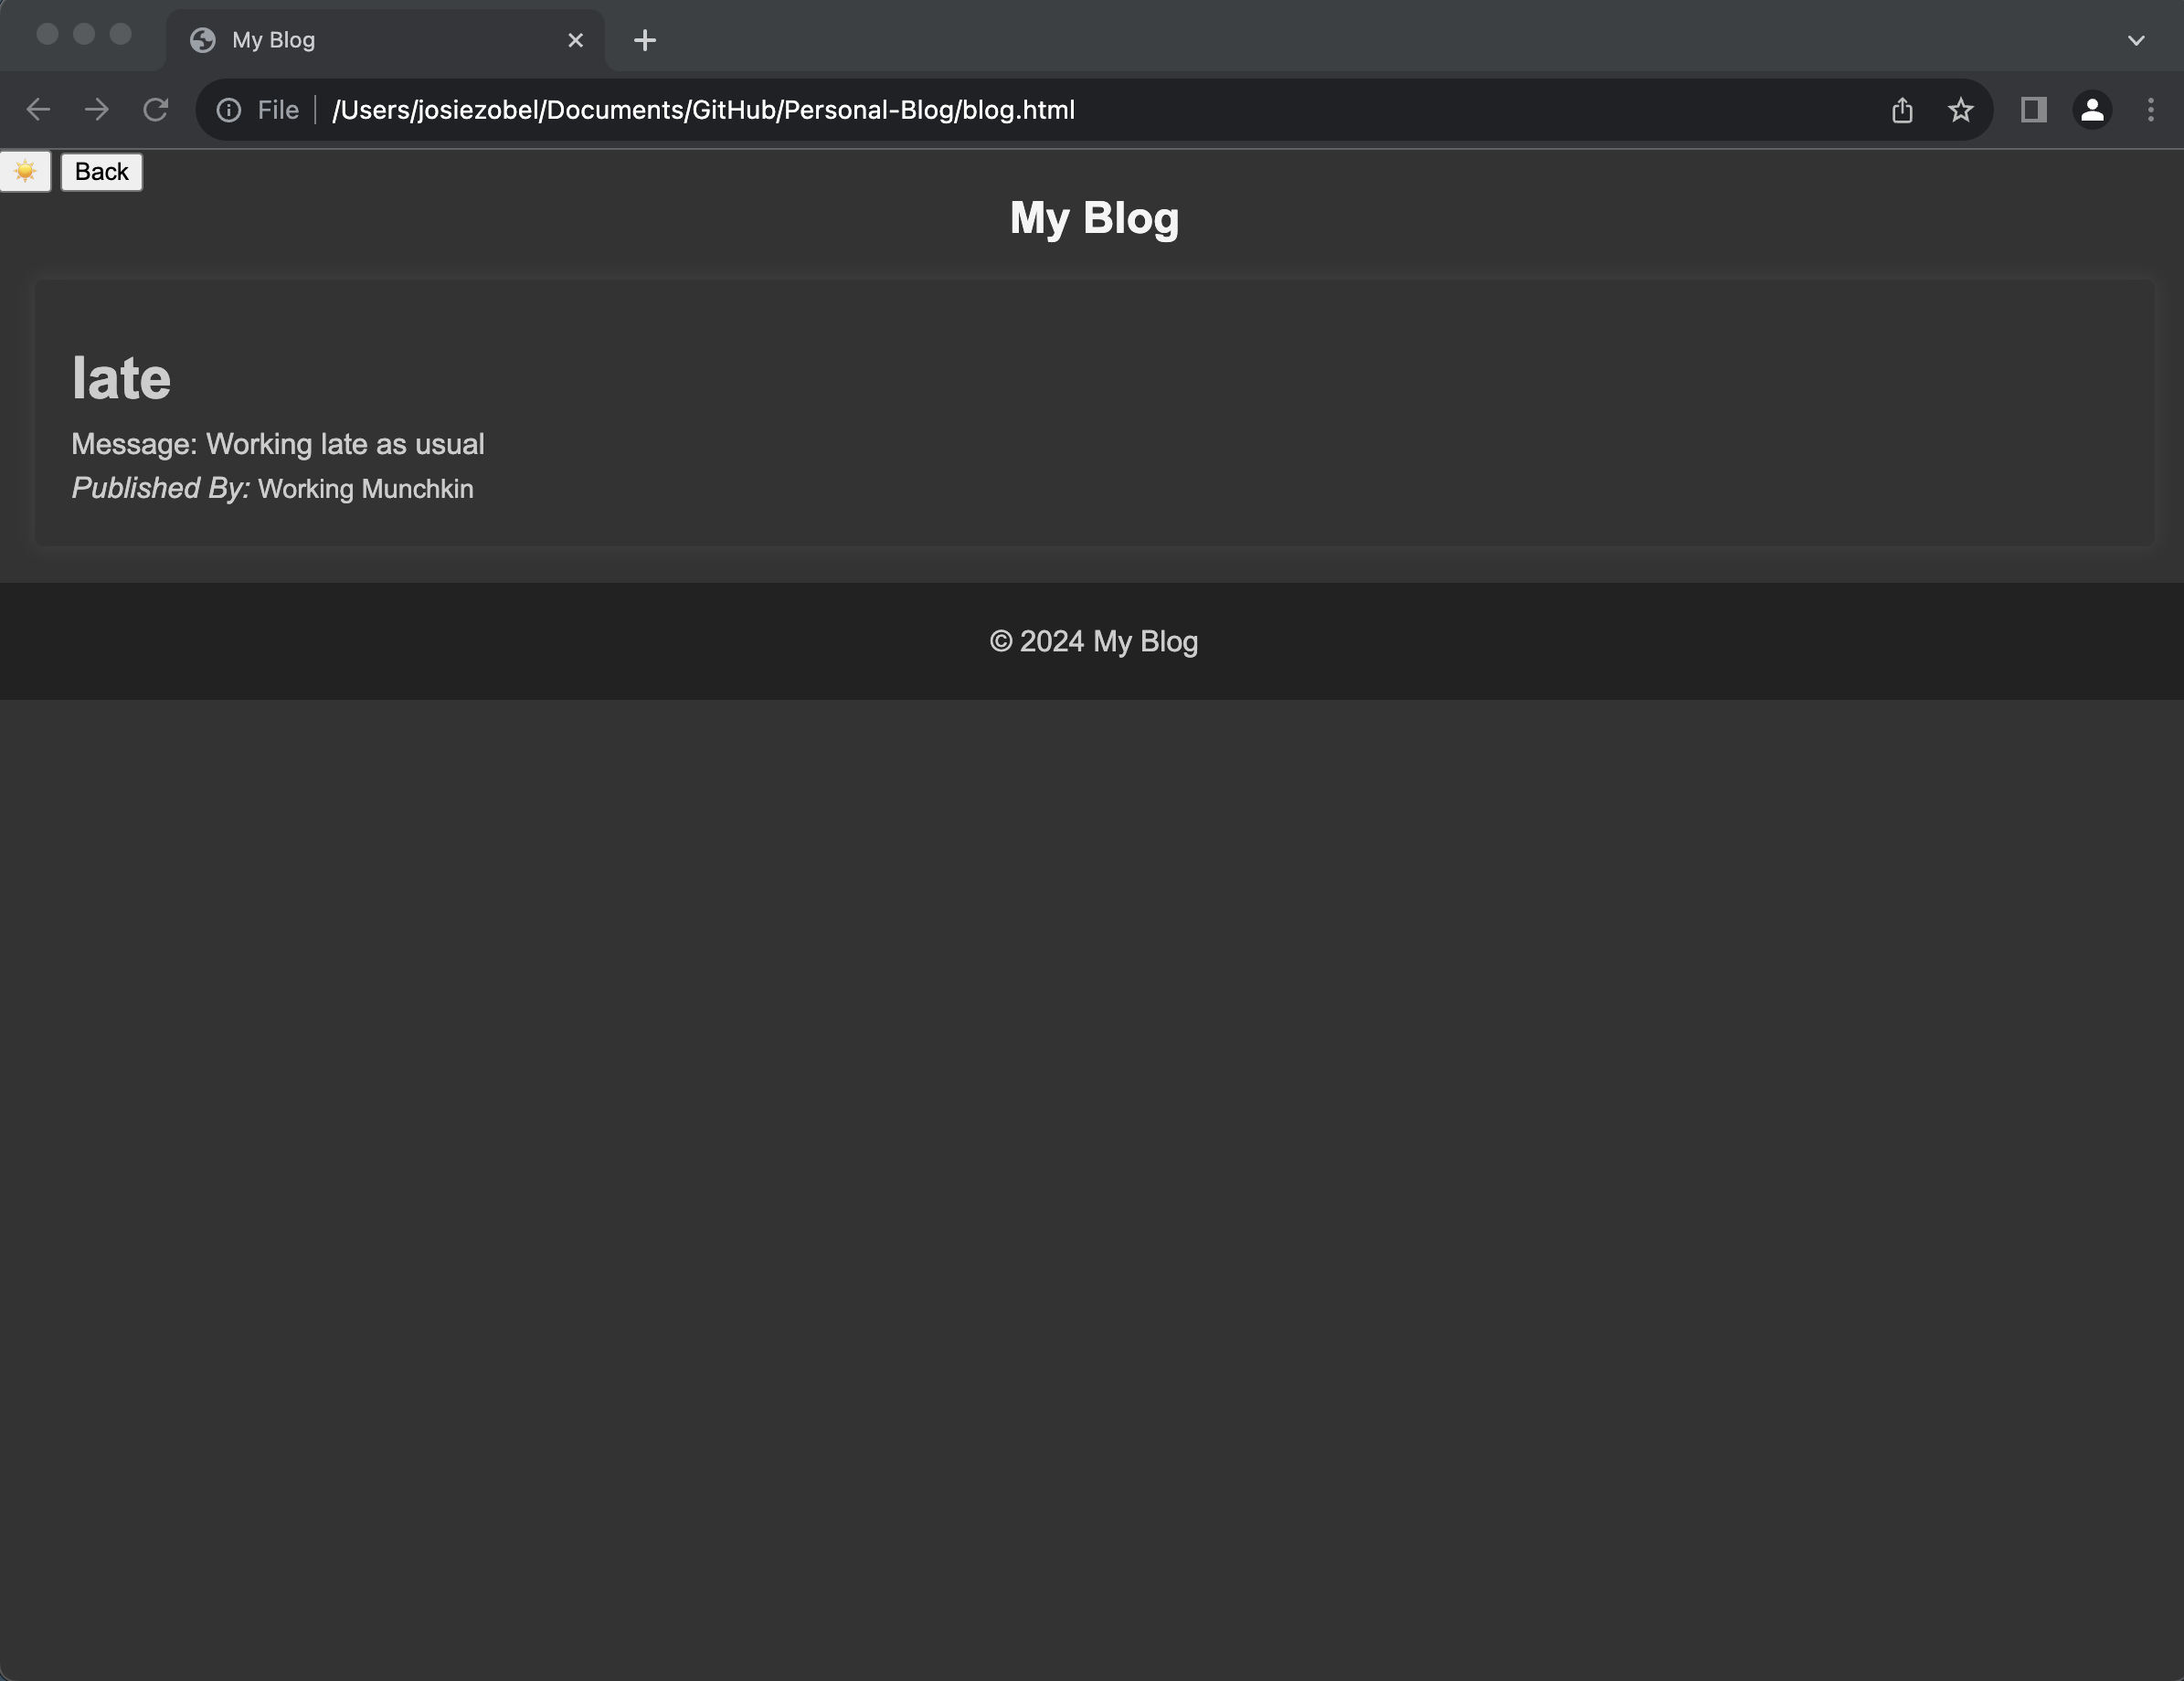 My Blog
File /Users/josiezobel/Documents/GitHub/Personal-Blog/blog.html
Back
My Blog
late
Message: Working late as usual
Published By: Working Munchkin
© 2024 My Blog